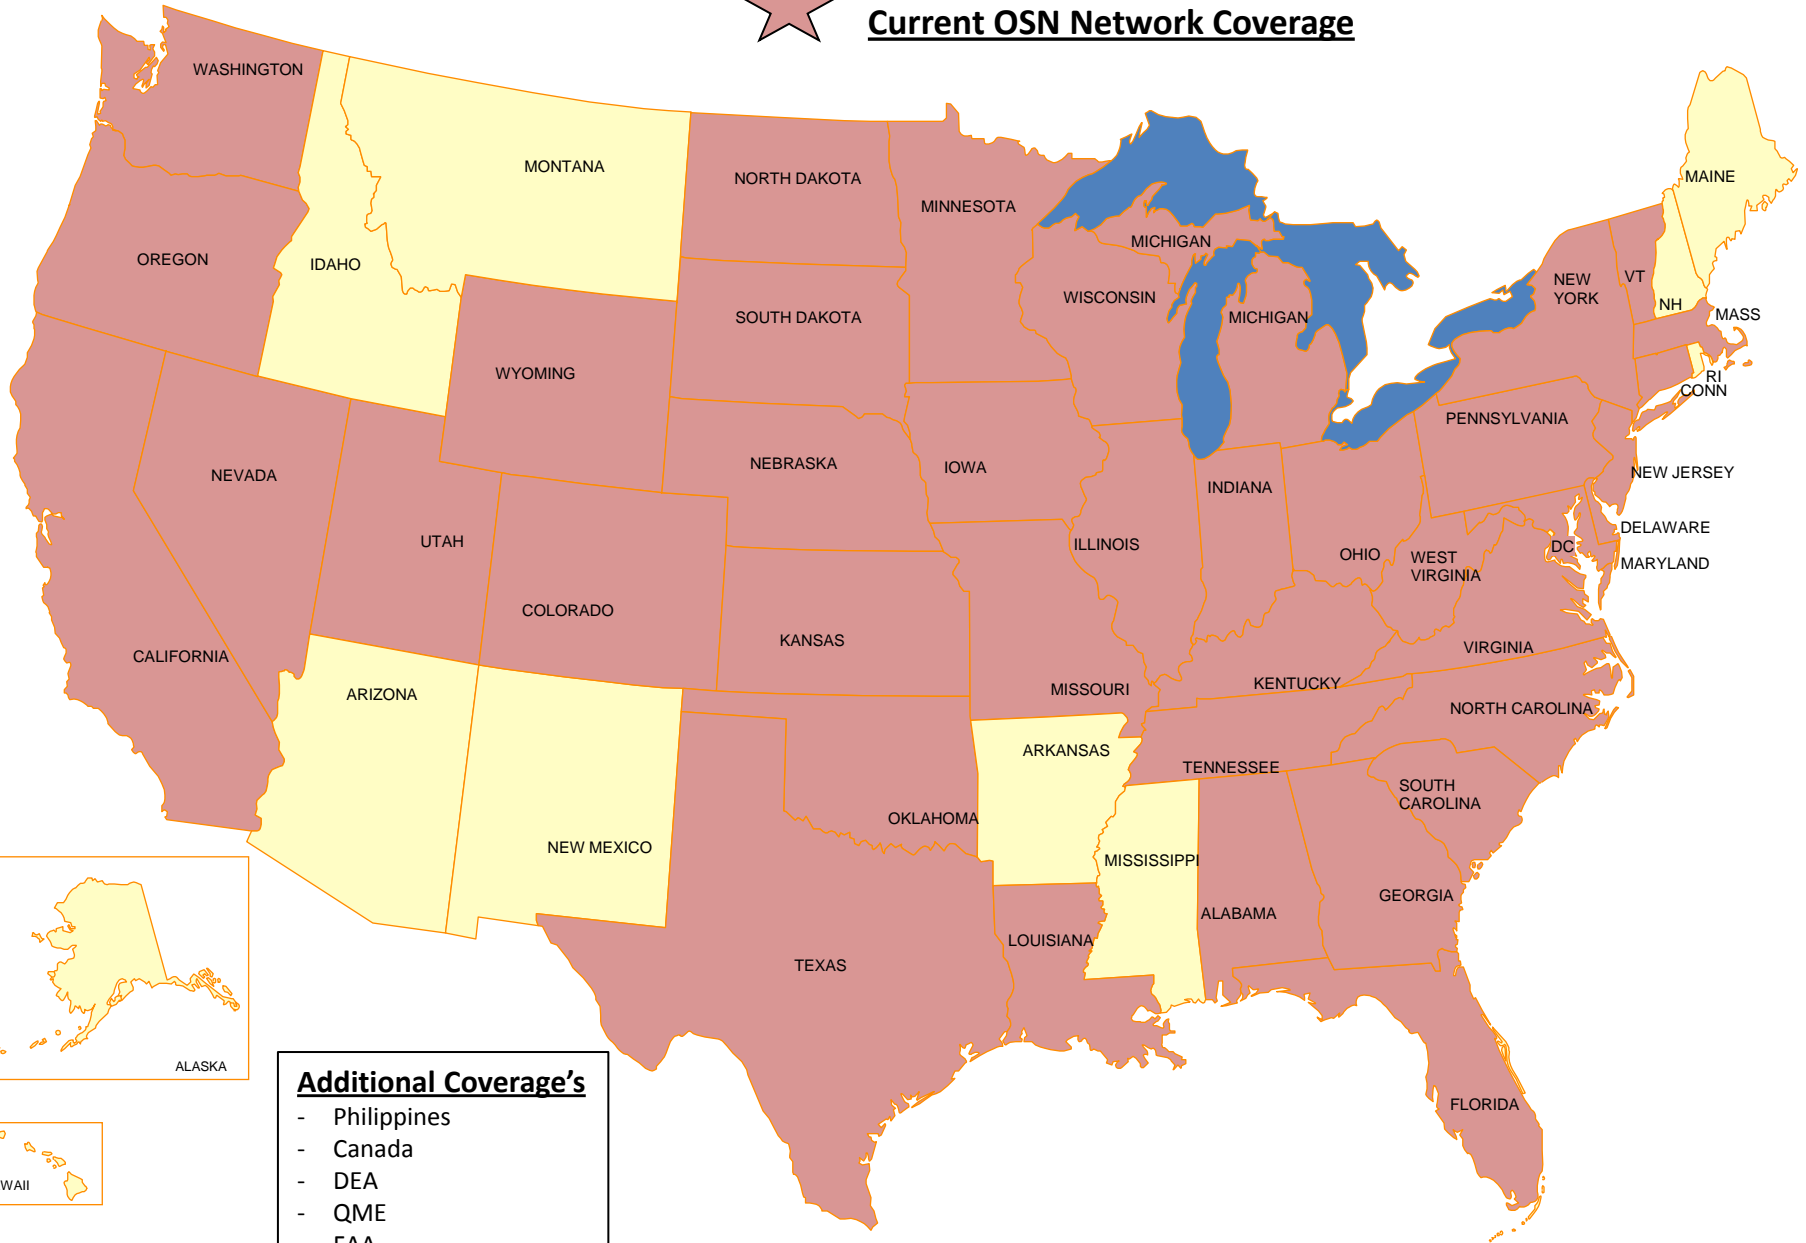 Current OSN Network Coverage
WASHINGTON
MONTANA
NORTH DAKOTA
MINNESOTA
MAINE
OREGON
IDAHO
MICHIGAN
VT
NEW
YORK
NH
WISCONSIN
SOUTH DAKOTA
MICHIGAN
MASS
WYOMING
RI
CONN
PENNSYLVANIA
NEVADA
NEBRASKA
IOWA
INDIANA
NEW JERSEY
UTAH
ILLINOIS
OHIO
WEST
VIRGINIA
DC
DELAWARE
MARYLAND
COLORADO
KANSAS
CALIFORNIA
VIRGINIA
ARIZONA
MISSOURI
KENTUCKY
NORTH CAROLINA
ARKANSAS
TENNESSEE
SOUTH
CAROLINA
OKLAHOMA
NEW MEXICO
MISSISSIPPI
GEORGIA
ALABAMA
LOUISIANA
TEXAS
ALASKA
FLORIDA
WAII
Additional Coverage's
- Philippines
- Canada
- DEA
- QME